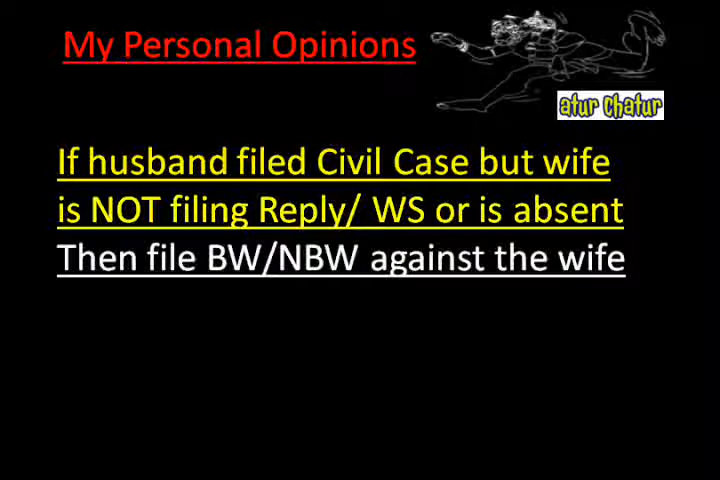 My Personal Opinions
atur chatur
If husband filed Civil Case but wife
is NOT filing Reply/ WS or is absent
Then file BW/NBW against the wife